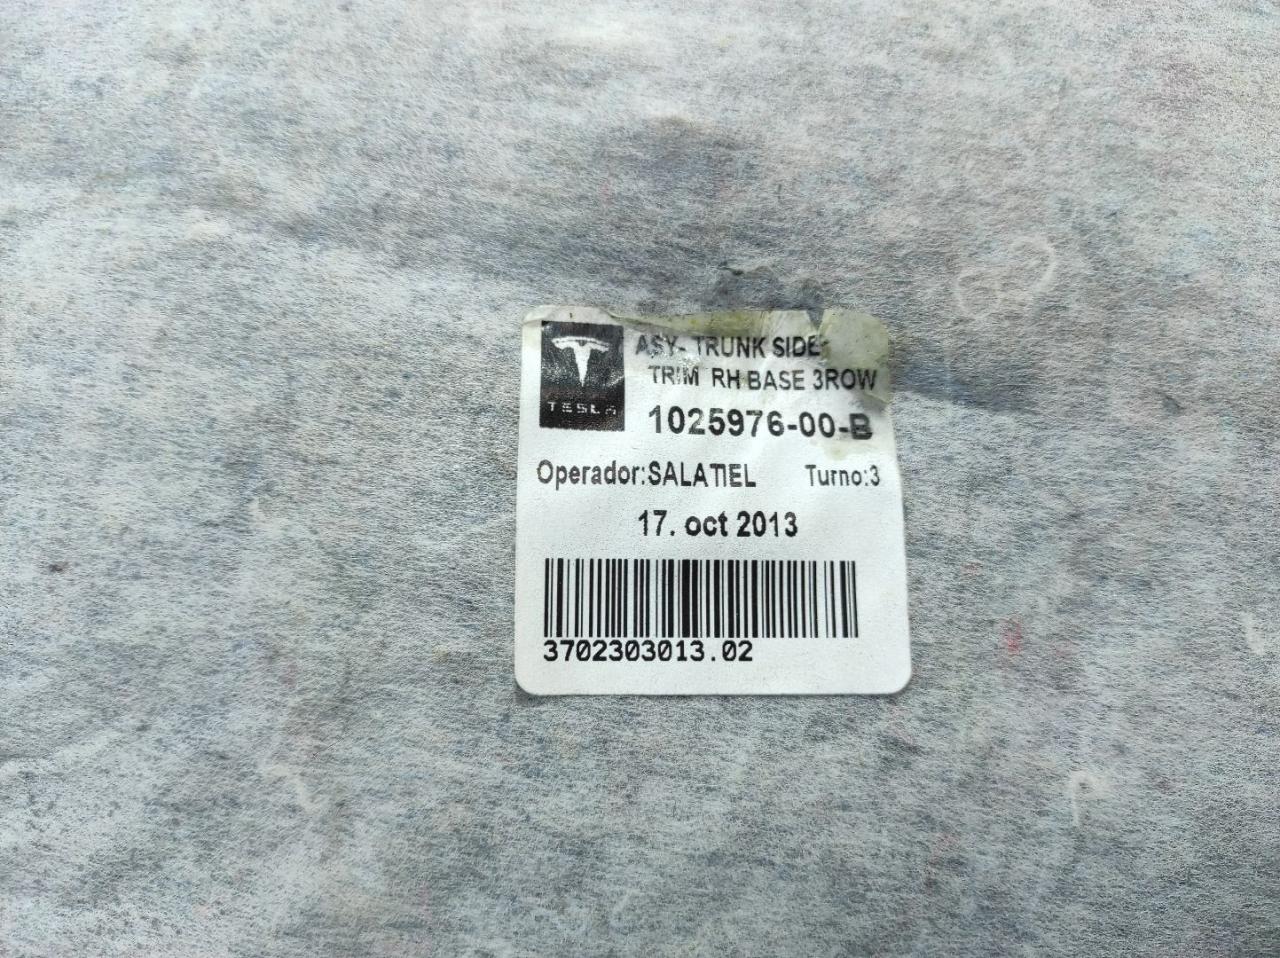 TESLA
ASY- TRUNK SIDE
TRIM RH BASE 3ROW
1025976-00-B
Operador:SALATIEL Turno:3
17. oct 2013
3702303013.02